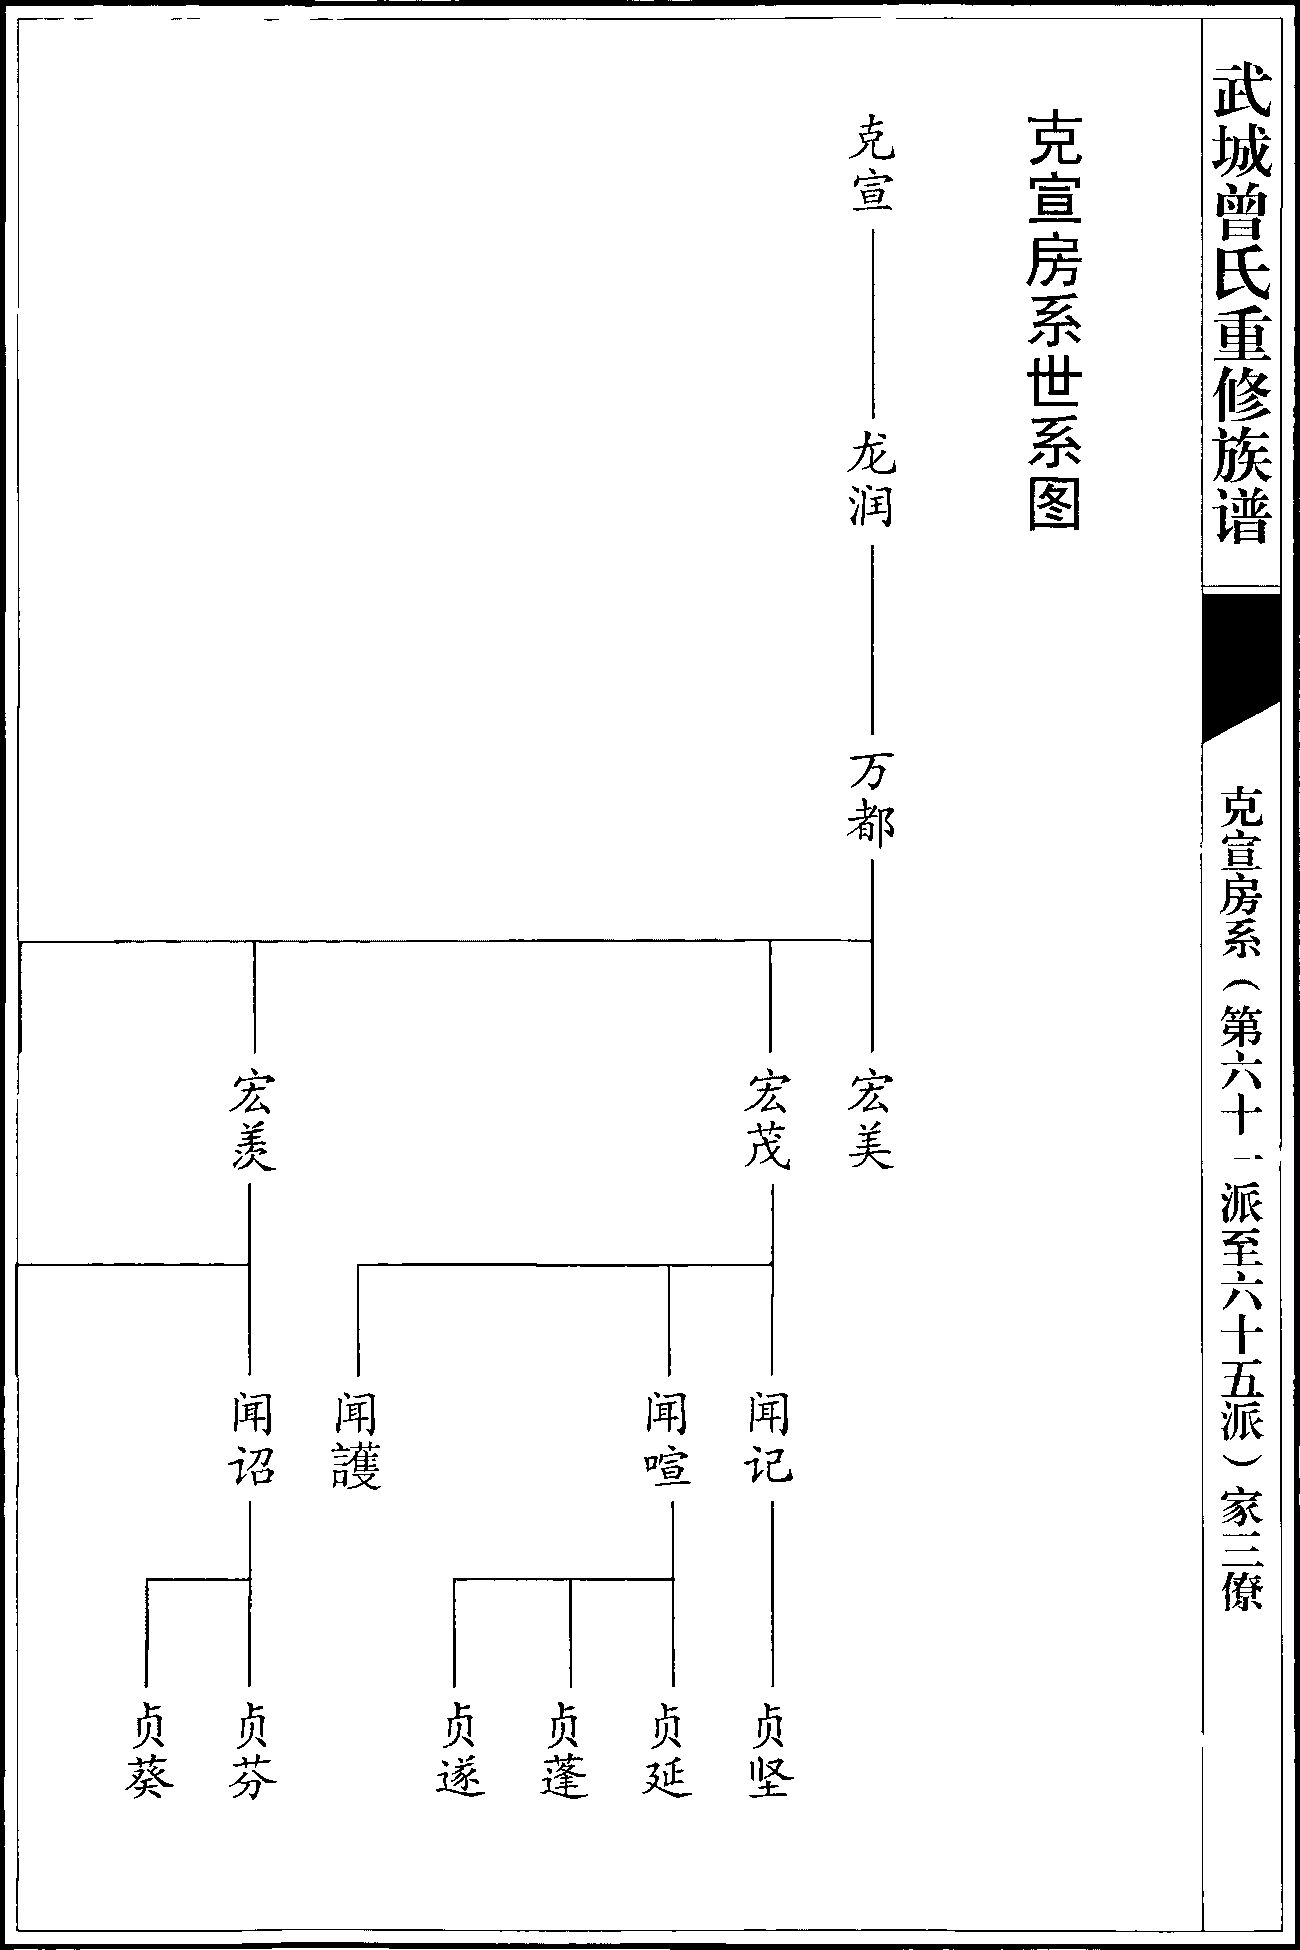 武城曾氏重修族谱
克宣房系（第六十一派至六十五派）家三僚
克宣房系世系图
克宣
龙润
万都
宏美
宏茂
宏羡
闻记
闻喧
闻護
闻诏
贞坚
贞延
贞蓬
贞遂
贞芬
贞葵